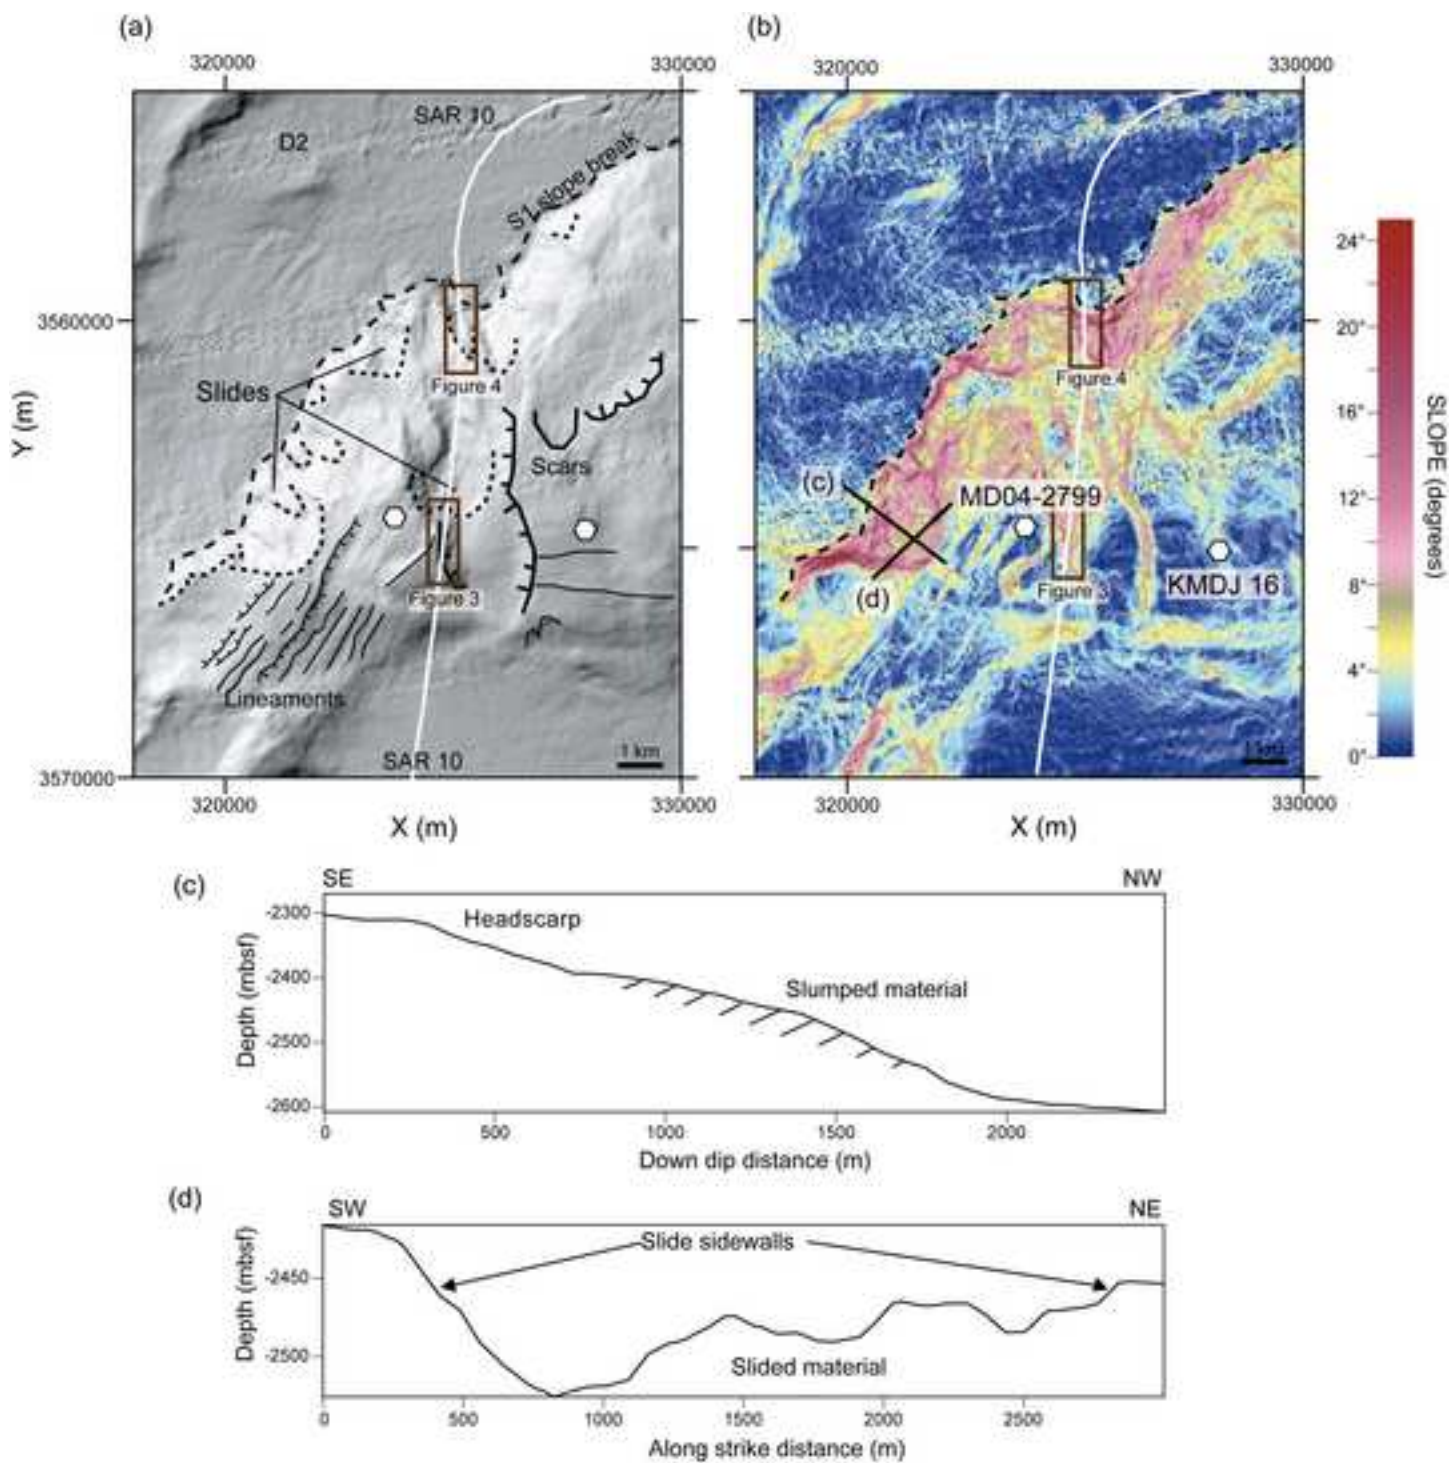 (a)
(b)
320000
330000
320000
330000
SAR 10
D2
S1 slope break
24°
3560000
20°
Figure 4
Figure 4
Slides
16°
Y (m)
SLOPE (degrees)
Scars
(c)
MD04-2799
12°
8°
KMDJ 16
(d)
Figure 3
Figure 3
4°
Lineaments
SAR 10
1 km
1 km
0°
3570000
320000
330000
320000
330000
X (m)
X (m)
(c)
SE
NW
-2300
Headscarp
-2400
Slumped material
Depth (mbsf)
-2500
-2600
0
500
1000
1500
2000
Down dip distance (m)
(d)
SW
NE
Slide sidewalls
-2450
Depth (mbsf)
-2500
Slided material
0
500
1000
1500
2000
2500
Along strike distance (m)